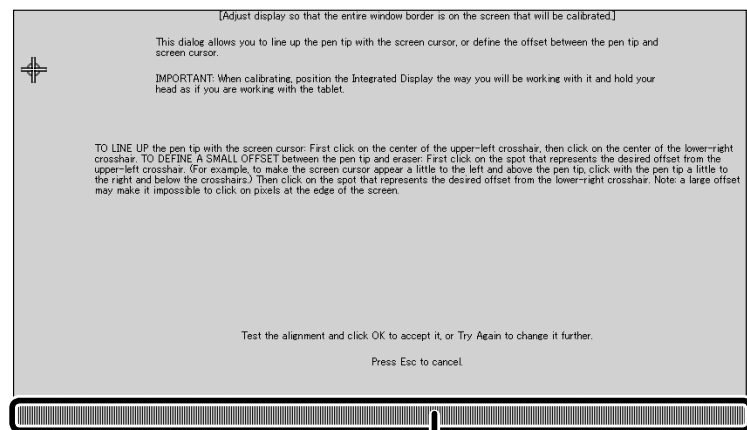 [Adjust display so that the entire window border is on the screen that will be calibrated.]
This dialog allows you to line up the pen tip with the screen cursor, or define the offset between the pen tip and
screen cursor.
IMPORTANT: When calibrating, position the Integrated Display the way you will be working with it and hold your
head as if you are working with the tablet.
TO LINE UP the pen tip with the screen cursor: First click on the center of the upper-left crosshair, then click on the center of the lower-right
crosshair. TO DEFINE A SMALL OFFSET between the pen tip and eraser: First click on the spot that represents the desired offset from the
upper-left crosshair. (For example, to make the screen cursor appear a little to the left and above the pen tip, click with the pen tip a little to
the right and below the crosshairs.) Then click on the spot that represents the desired offset from the lower-right crosshair. Note: a large offset
may make it impossible to click on pixels at the edge of the screen.
Test the alignment and click OK to accept it, or Try Again to change it further.
Press Esc to cancel.